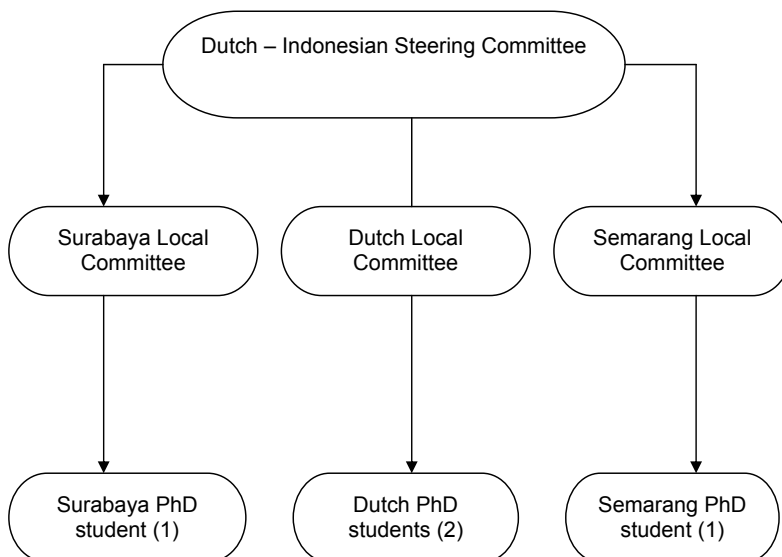 Dutch – Indonesian Steering Committee
Surabaya Local
Committee
Dutch Local
Committee
Semarang Local
Committee
Surabaya PhD
student (1)
Dutch PhD
students (2)
Semarang PhD
student (1)